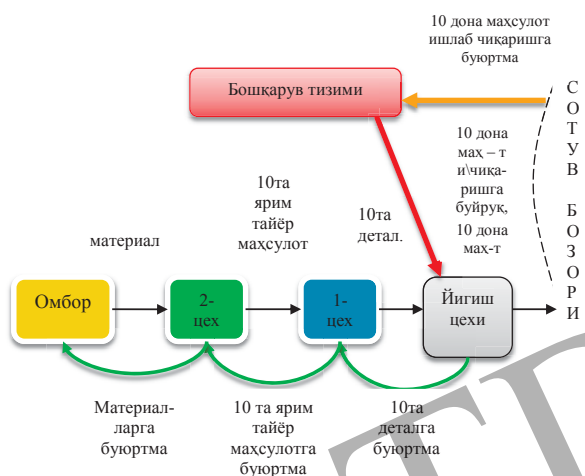 10 дона маҳсулот
ишлаб чиқаришга
буюртма
Бошқарув тизими
СОТУВ БОЗОРИ
10 дона
маҳ – т
и\чиқа-
ришга
буйруқ,
10 дона
маҳ-т
10та
ярим
тайёр
маҳсулот
10та
детал.
материал
Омбор
2-
цех
1-
цех
Йиғиш
цехи
Материал-
ларга
буюртма
10 та ярим
тайёр
маҳсулотга
буюртма
10та
деталга
буюртма